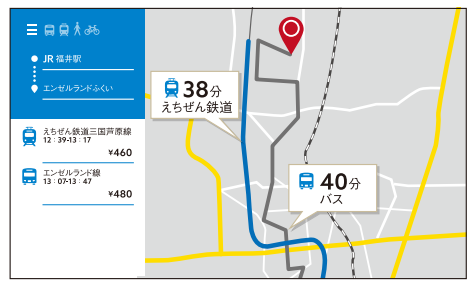 JR 福井駅
エンゼルランドふくい
えちぜん鉄道三国芦原線
12：39-13：17
¥460
エンゼルランド線
13：07-13：47
¥480
38分
えちぜん鉄道
40分
バス